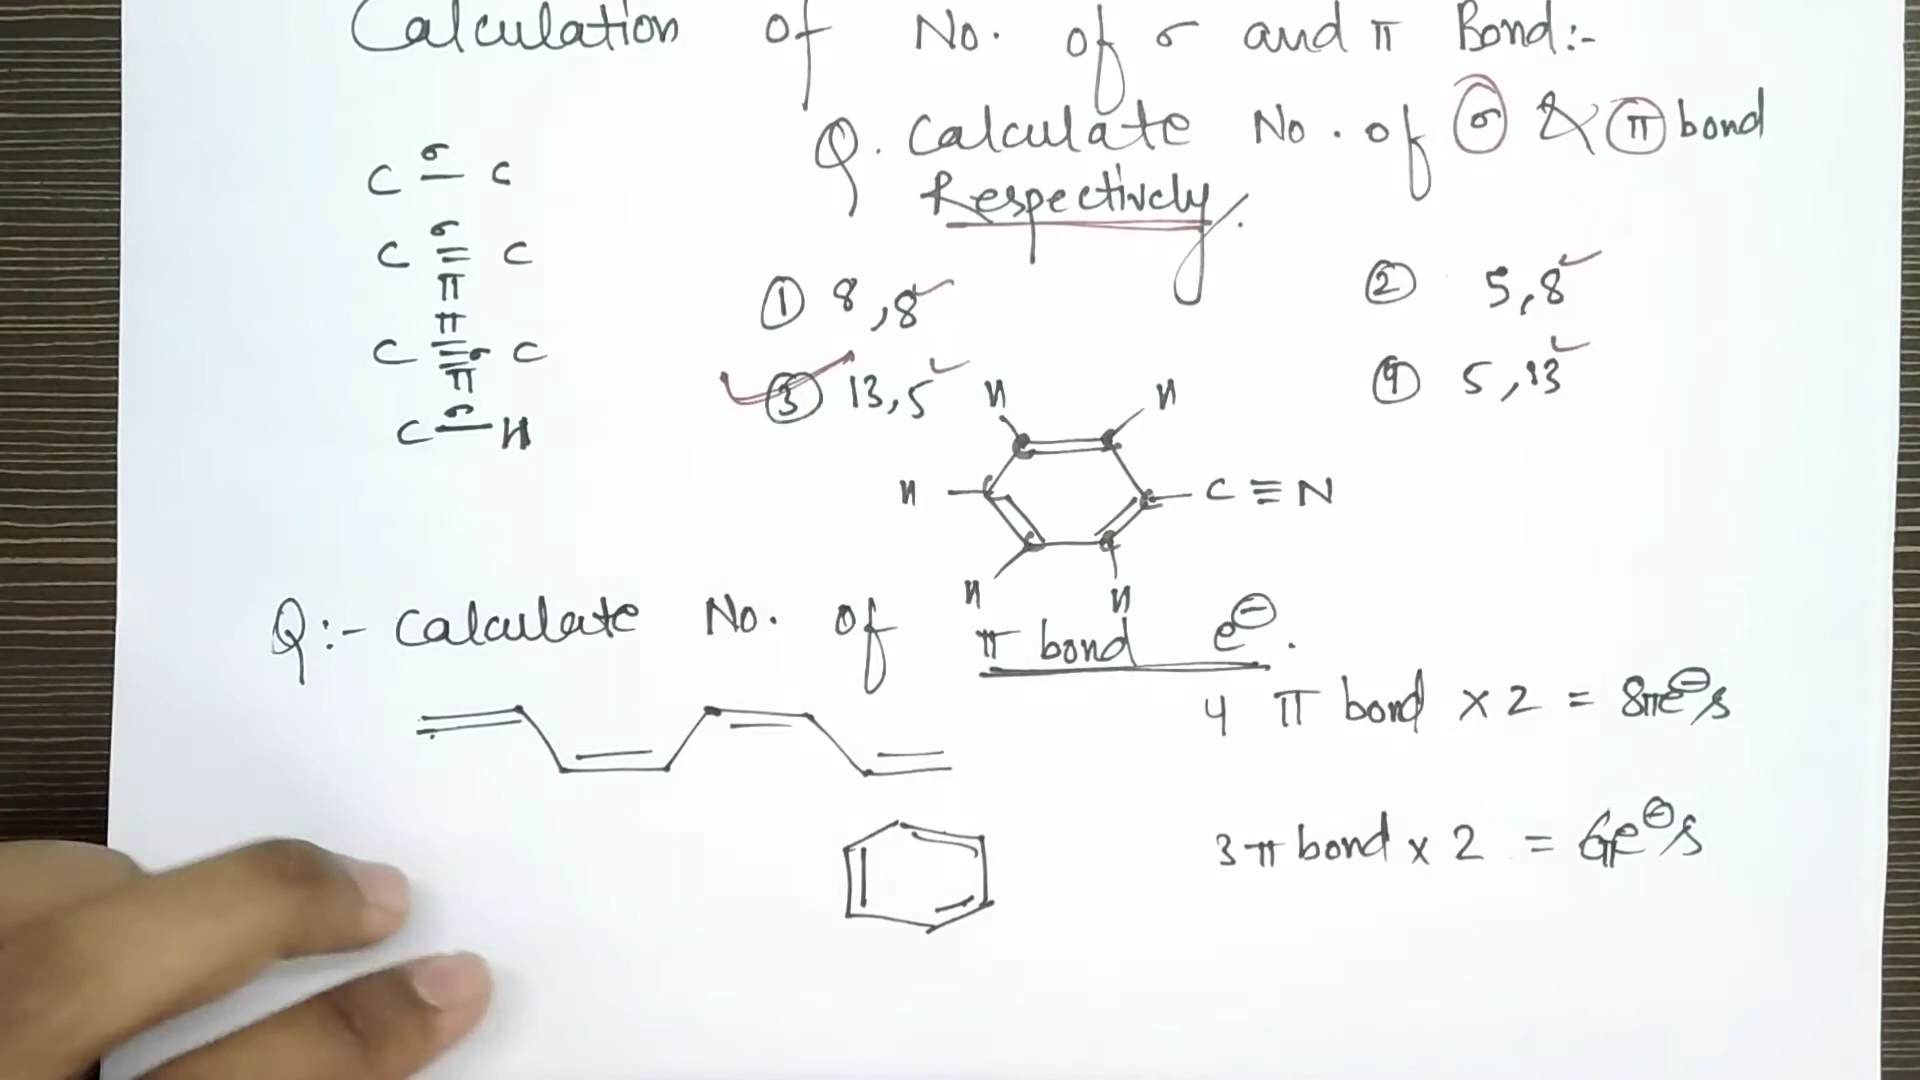 Calculation of No. of σ and π Bond:-
Q. Calculate No. of σ & π bond
Respectively.
C σ C
C σ C
π
π
C σ C
π
C σ H
① 8, 8
② 5, 8
③ 13, 5
④ 5, 13
H H
H C ≡ N
H H
Q:- Calculate No. of π bond e⊖.
4 π bond × 2 = 8πe⊖s
3π bond × 2 = 6πe⊖s